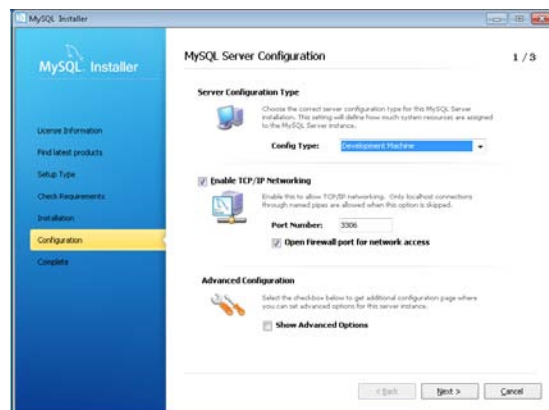 MySQL Installer
MySQL Installer
License Information
Find latest products
Setup Type
Check Requirements
Installation
Configuration
Complete
MySQL Server Configuration
1 / 3
Server Configuration Type
Choose the correct server configuration type for this MySQL Server
installation. This setting will define how much system resources are assigned
to the MySQL Server instance.
Config Type:
Development Machine
Enable TCP/IP Networking
Enable this to allow TCP/IP networking. Only localhost connections
through named pipes are allowed when this option is skipped.
Port Number:
3306
Open Firewall port for network access
Advanced Configuration
Select the checkbox below to get additional configuration page where
you can set advanced options for this server instance.
Show Advanced Options
< Back
Next >
Cancel